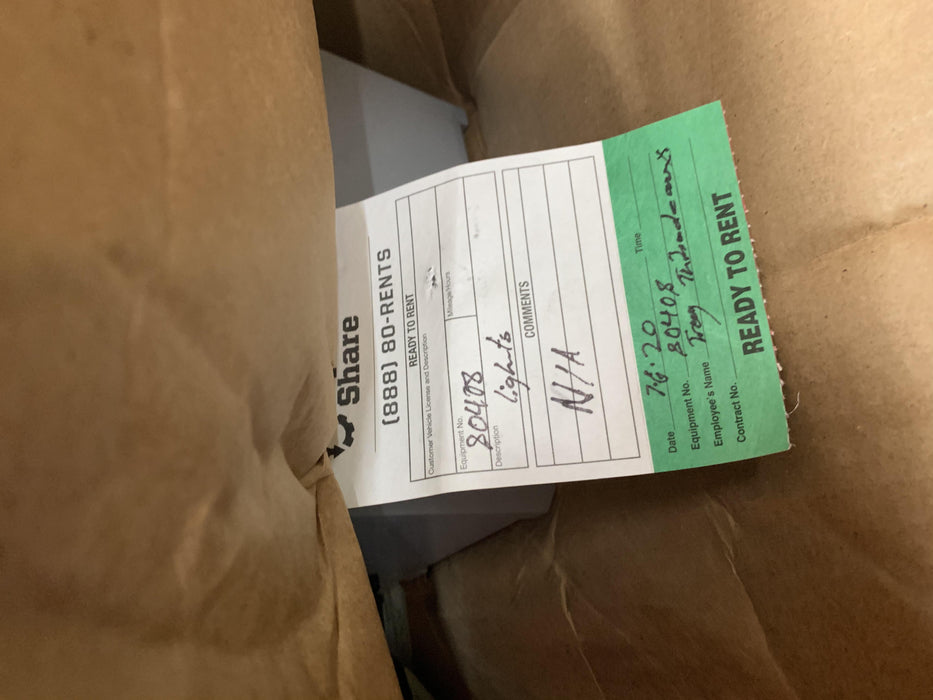 Share
(888) 80-RENTS
READY TO RENT
Customer Vehicle License and Description
Equipment No. Mileage/Hours
80408
Description
lights
COMMENTS
N/A
Date 7.6.20 Time
Equipment No. 80408
Employee's Name Troy
Contract No.
READY TO RENT